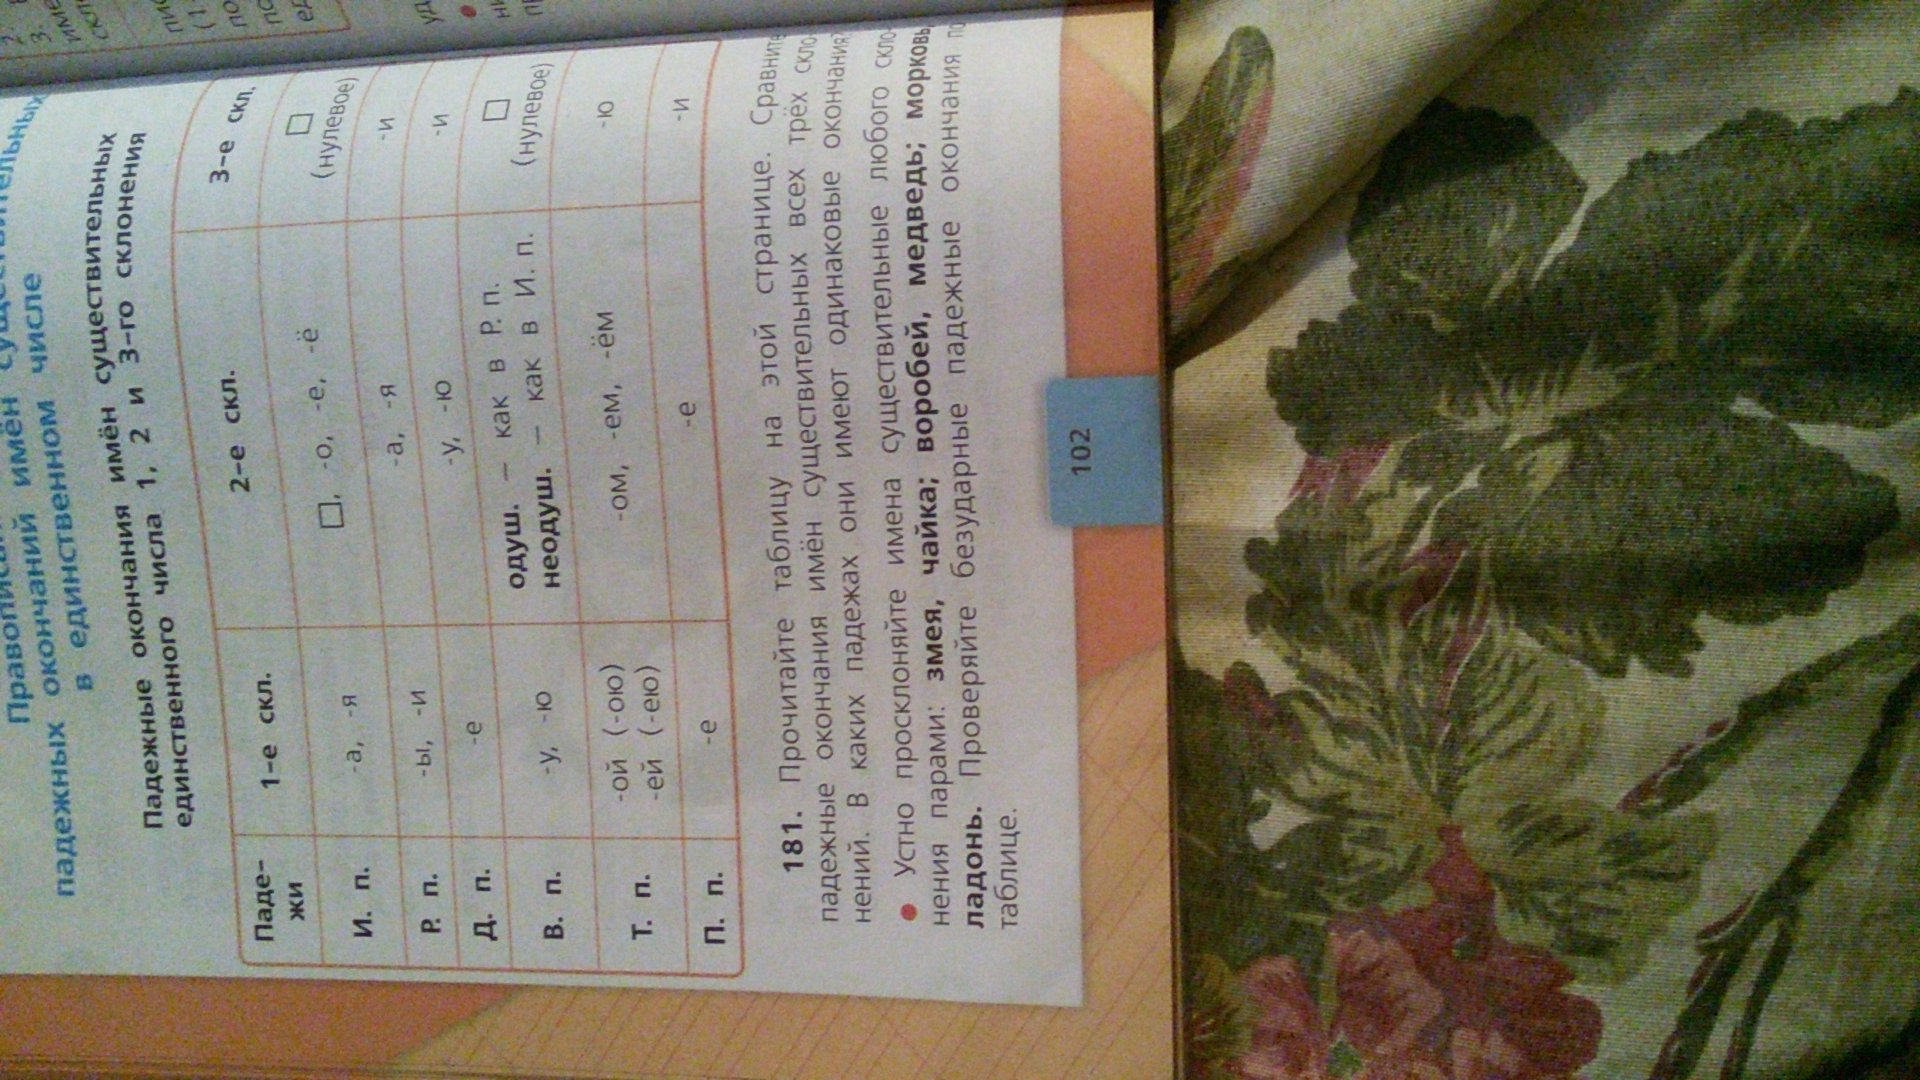 Правописание имён существительных
падежных окончаний
в единственном числе
Падежные окончания имён существительных
единственного числа 1, 2 и 3-го склонения
Паде- 1-е скл. 2-е скл. 3-е скл.
жи
И. п. -а, -я □, -о, -е, -ё □
(нулевое)
Р. п. -ы, -и -а, -я -и
Д. п. -е -у, -ю -и
В. п. -у, -ю одуш. — как в Р. п. □
неодуш. — как в И. п. (нулевое)
Т. п. -ой (-ою) -ом, -ем, -ём -ю
-ей (-ею)
П. п. -е -е -и
181. Прочитайте таблицу на этой странице. Сравните
падежные окончания имён существительных всех трёх скло-
нений. В каких падежах они имеют одинаковые окончания?
● Устно просклоняйте имена существительные любого скло-
нения парами: змея, чайка; воробей, медведь; морковь,
ладонь. Проверяйте безударные падежные окончания по
таблице.
102